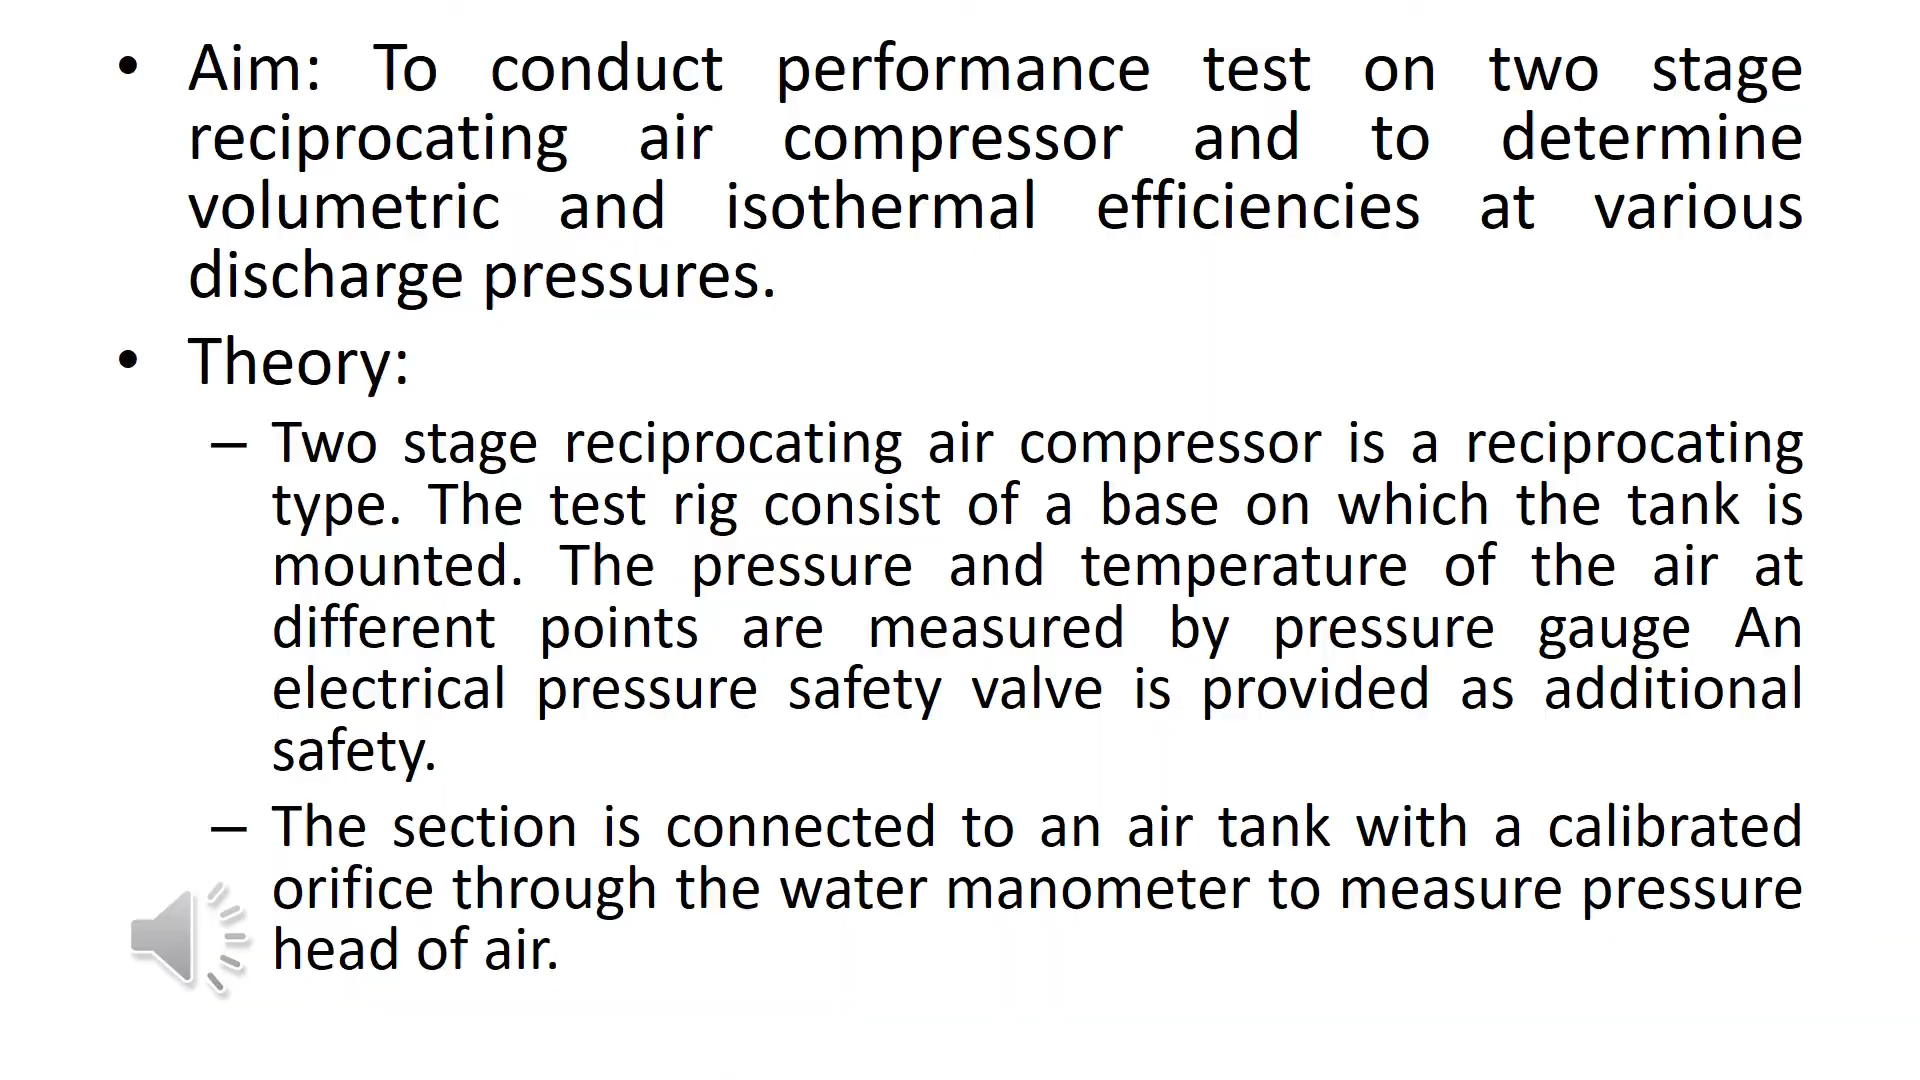 • Aim: To conduct performance test on two stage
reciprocating air compressor and to determine
volumetric and isothermal efficiencies at various
discharge pressures.
• Theory:
– Two stage reciprocating air compressor is a reciprocating
type. The test rig consist of a base on which the tank is
mounted. The pressure and temperature of the air at
different points are measured by pressure gauge An
electrical pressure safety valve is provided as additional
safety.
– The section is connected to an air tank with a calibrated
orifice through the water manometer to measure pressure
head of air.